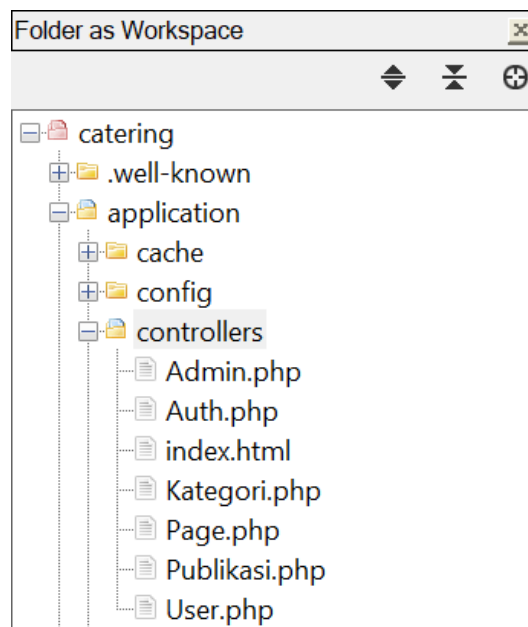 Folder as Workspace
catering
.well-known
application
cache
config
controllers
Admin.php
Auth.php
index.html
Kategori.php
Page.php
Publikasi.php
User.php